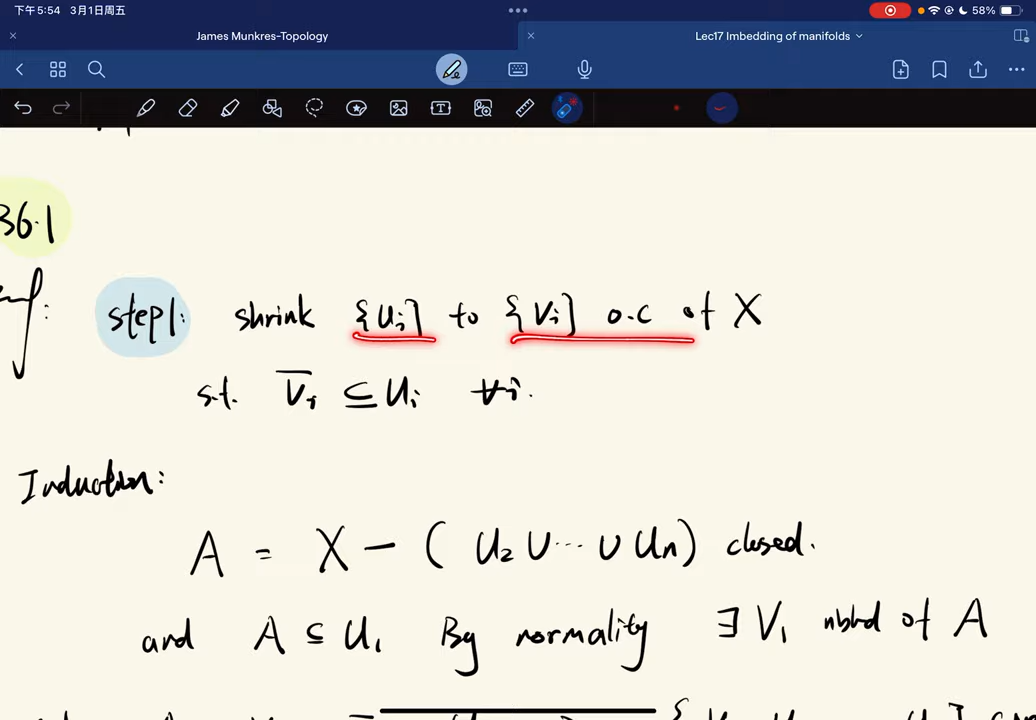 下午5:54 3月1日周五
58%
James Munkres-Topology
Lec17 Imbedding of manifolds
36.1
step1: shrink {Ui} to {Vi} o.c of X
s.t. V̅i ⊆ Ui ∀i.
Induction:
A = X − ( U2 ∪ ··· ∪ Un) closed.
and A ⊆ U1 By normality ∃ V1 nbhd of A